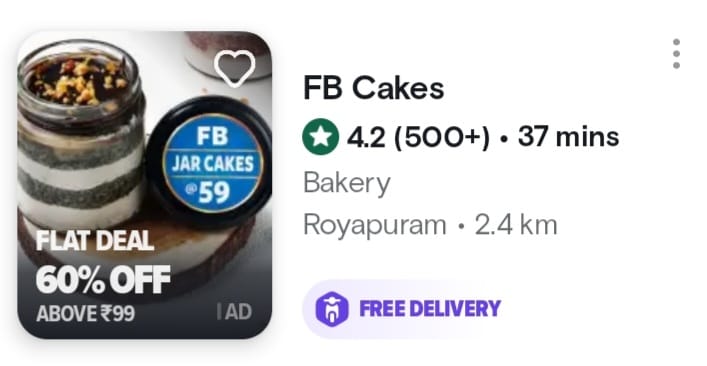 FB
JAR CAKES
@59
FLAT DEAL
60% OFF
ABOVE ₹99
AD
FB Cakes
4.2 (500+) • 37 mins
Bakery
Royapuram • 2.4 km
FREE DELIVERY